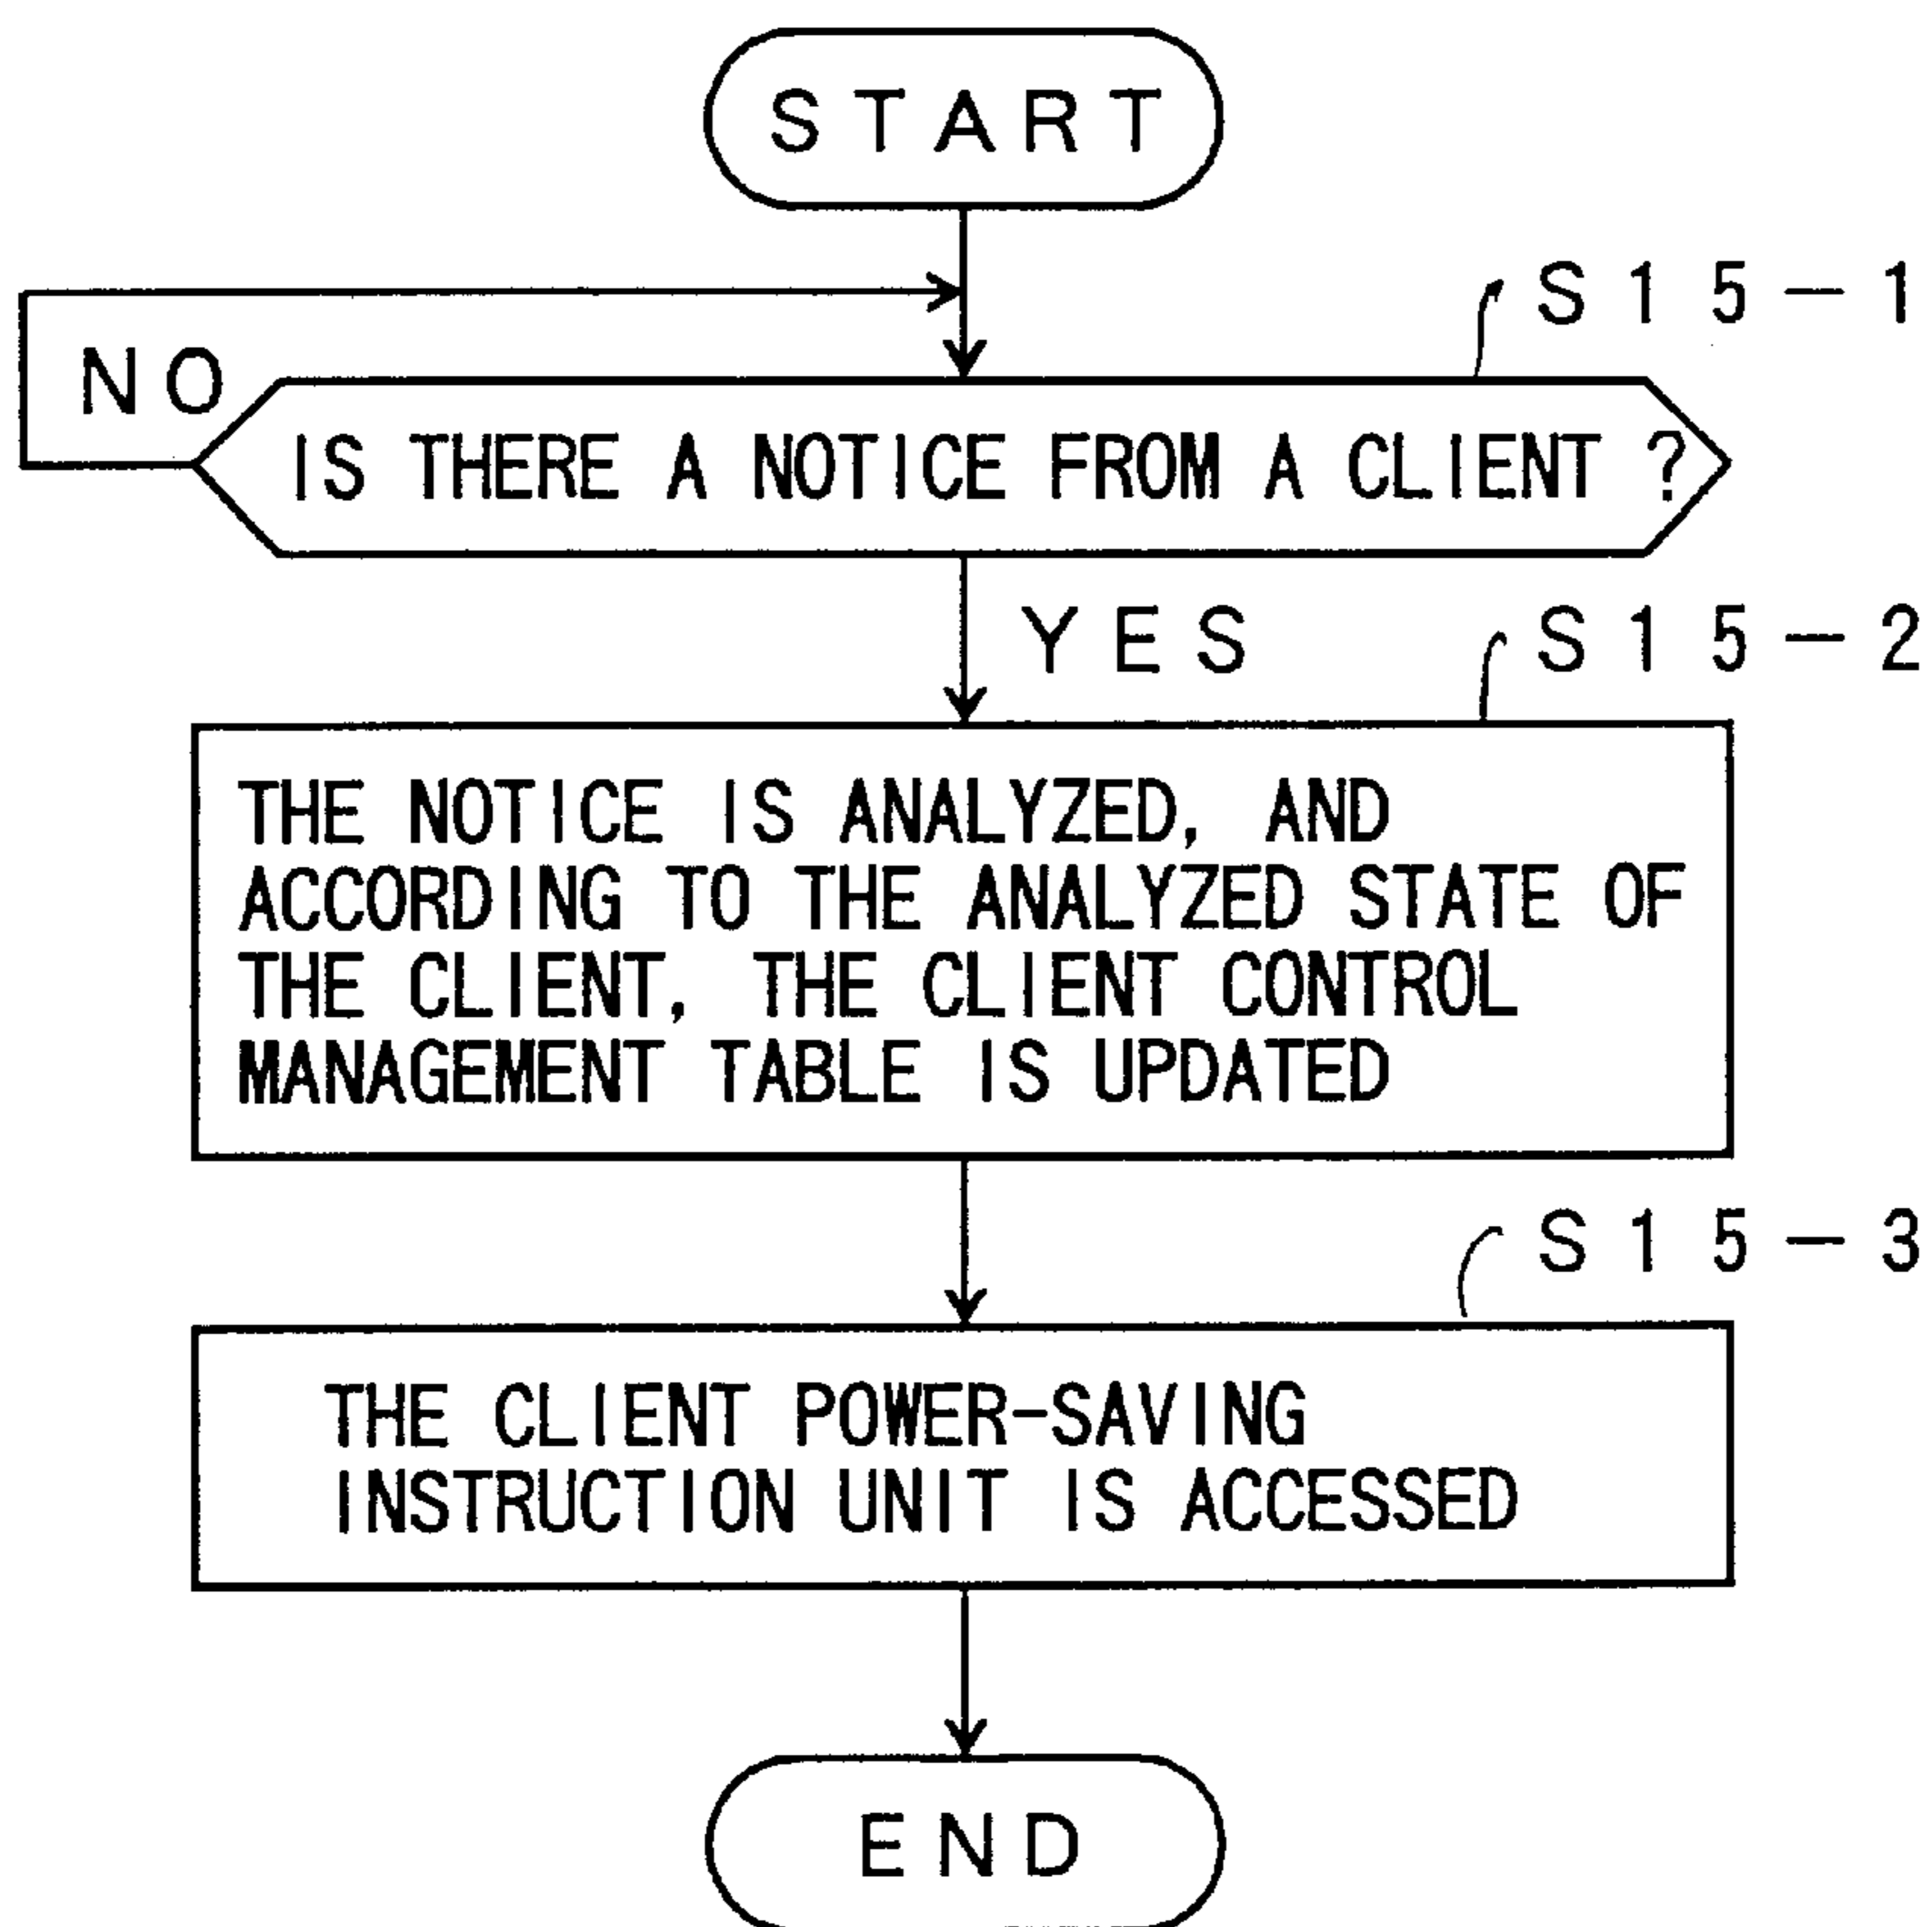 START
S15-1
NO
IS THERE A NOTICE FROM A CLIENT ?
YES
S15-2
THE NOTICE IS ANALYZED, AND
ACCORDING TO THE ANALYZED STATE OF
THE CLIENT, THE CLIENT CONTROL
MANAGEMENT TABLE IS UPDATED
S15-3
THE CLIENT POWER-SAVING
INSTRUCTION UNIT IS ACCESSED
END